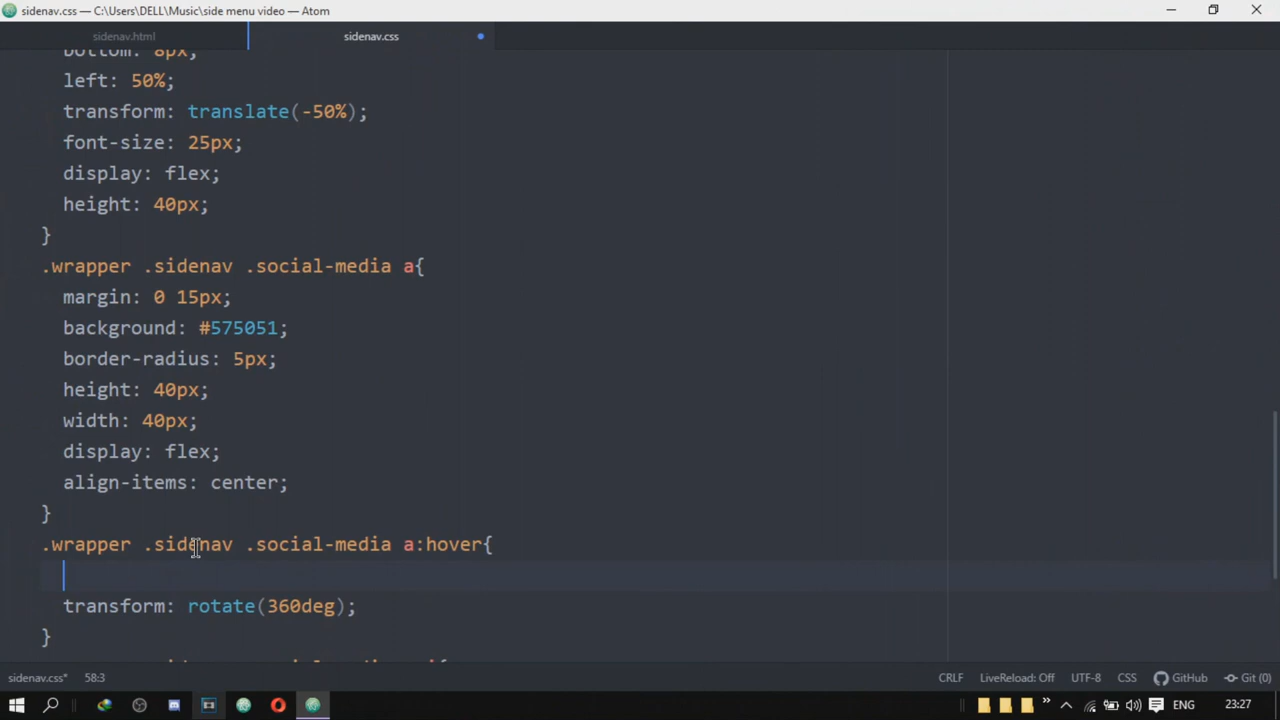 sidenav.css — C:\Users\DELL\Music\side menu video — Atom
sidenav.html sidenav.css
bottom: 8px;
left: 50%;
transform: translate(-50%);
font-size: 25px;
display: flex;
height: 40px;
}
.wrapper .sidenav .social-media a{
margin: 0 15px;
background: #575051;
border-radius: 5px;
height: 40px;
width: 40px;
display: flex;
align-items: center;
}
.wrapper .sidenav .social-media a:hover{
transform: rotate(360deg);
}
sidenav.css* 58:3 CRLF LiveReload: Off UTF-8 CSS GitHub Git (0)
ENG 23:27